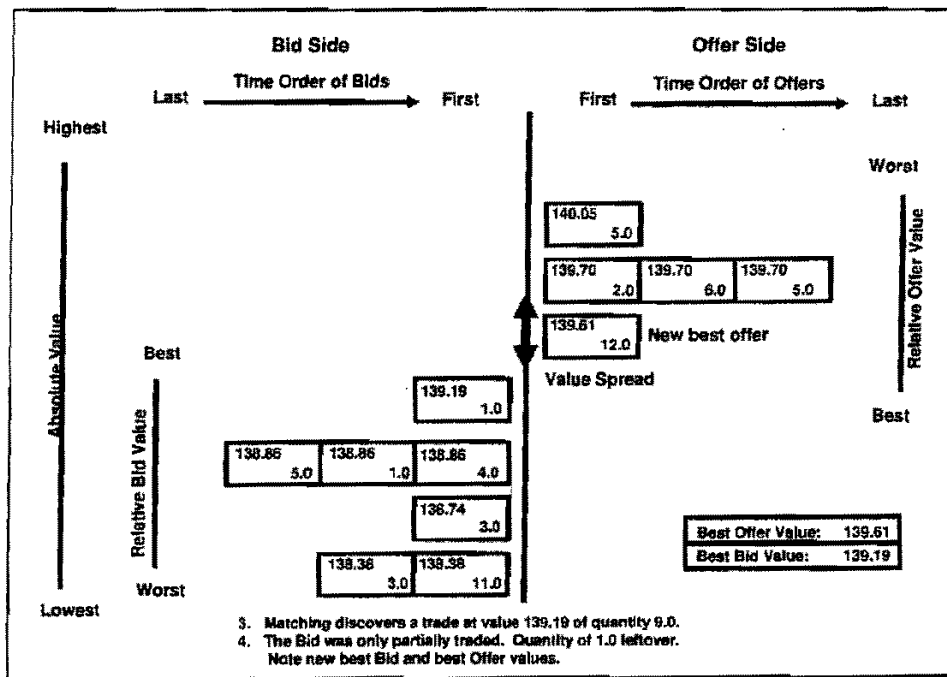 Bid Side
Offer Side
Time Order of Bids
Time Order of Offers
Last
First
First
Last
Highest
Worst
140.05
5.0
139.70 139.70 139.70
2.0 6.0 5.0
139.61
12.0
New best offer
Relative Offer Value
Absolute Value
Best
Value Spread
139.19
1.0
Best
138.86 138.86 138.86
5.0 1.0 4.0
Relative Bid Value
138.74
3.0
Best Offer Value: 139.61
Best Bid Value: 139.19
138.38 138.38
3.0 11.0
Worst
Lowest
3. Matching discovers a trade at value 139.19 of quantity 9.0.
4. The Bid was only partially traded. Quantity of 1.0 leftover.
Note new best Bid and best Offer values.